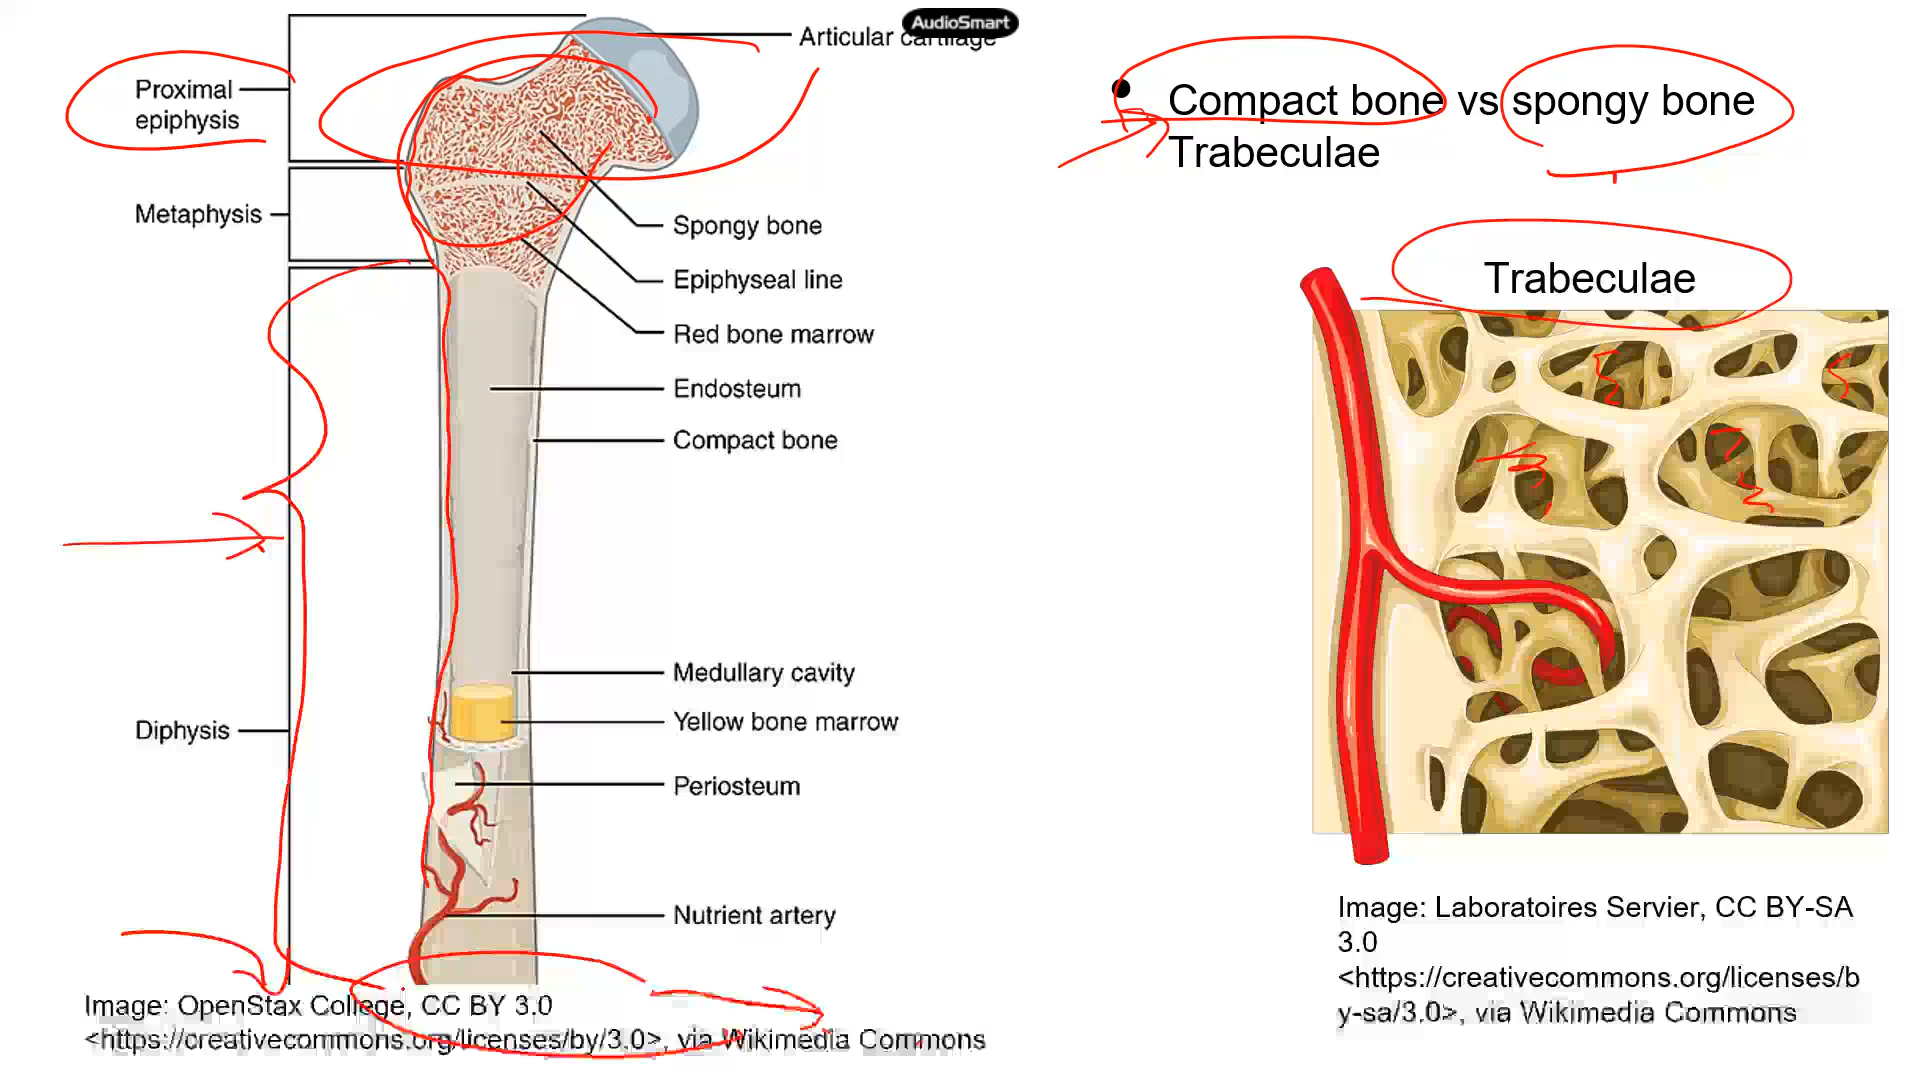 AudioSmart
Articular cartilage
Proximal
epiphysis
Metaphysis
Diphysis
Spongy bone
Epiphyseal line
Red bone marrow
Endosteum
Compact bone
Medullary cavity
Yellow bone marrow
Periosteum
Nutrient artery
Image: OpenStax College, CC BY 3.0
<https://creativecommons.org/licenses/by/3.0>, via Wikimedia Commons
Compact bone vs spongy bone
Trabeculae
Trabeculae
Image: Laboratoires Servier, CC BY-SA
3.0
<https://creativecommons.org/licenses/b
y-sa/3.0>, via Wikimedia Commons